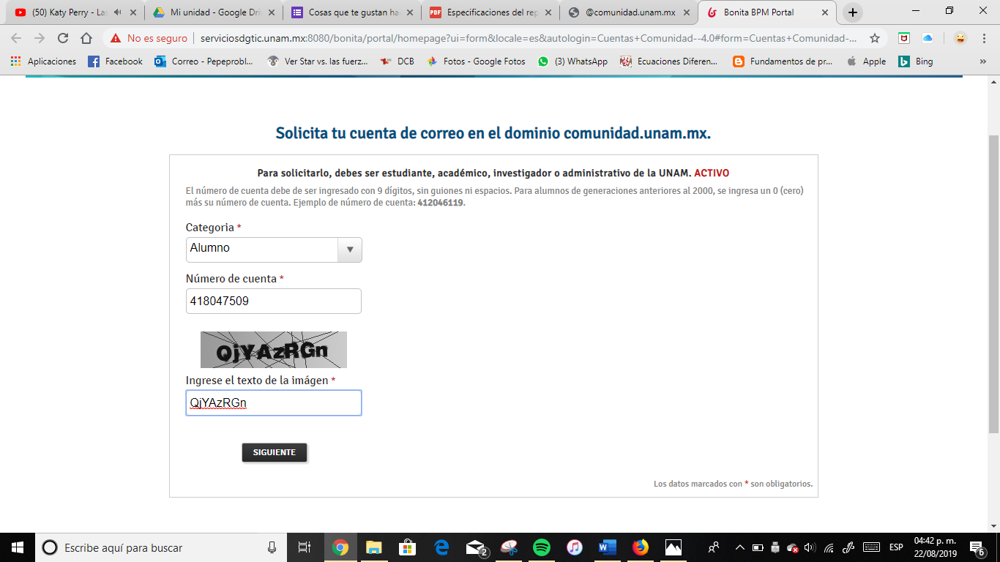 (50) Katy Perry - Las
Mi unidad - Google Dri
Cosas que te gustan ha
PDF
Especificaciones del rep
@comunidad.unam.mx
Bonita BPM Portal
No es seguro
serviciosdgtic.unam.mx:8080/bonita/portal/homepage?ui=form&locale=es&autologin=Cuentas+Comunidad--4.0#form=Cuentas+Comunidad-...
Aplicaciones
Facebook
Correo - Pepeprobl...
Ver Star vs. las fuerz...
DCB
Fotos - Google Fotos
(3) WhatsApp
Ecuaciones Diferen...
Fundamentos de pr...
Apple
Bing
»
Solicita tu cuenta de correo en el dominio comunidad.unam.mx.
Para solicitarlo, debes ser estudiante, académico, investigador o administrativo de la UNAM. ACTIVO
El número de cuenta debe de ser ingresado con 9 dígitos, sin guiones ni espacios. Para alumnos de generaciones anteriores al 2000, se ingresa un 0 (cero)
más su número de cuenta. Ejemplo de número de cuenta: 412046119.
Categoria *
Alumno
Número de cuenta *
418047509
QjYAzRGn
Ingrese el texto de la imágen *
QjYAzRGn
SIGUIENTE
Los datos marcados con * son obligatorios.
Escribe aquí para buscar
2
ESP
04:42 p. m.
22/08/2019
6